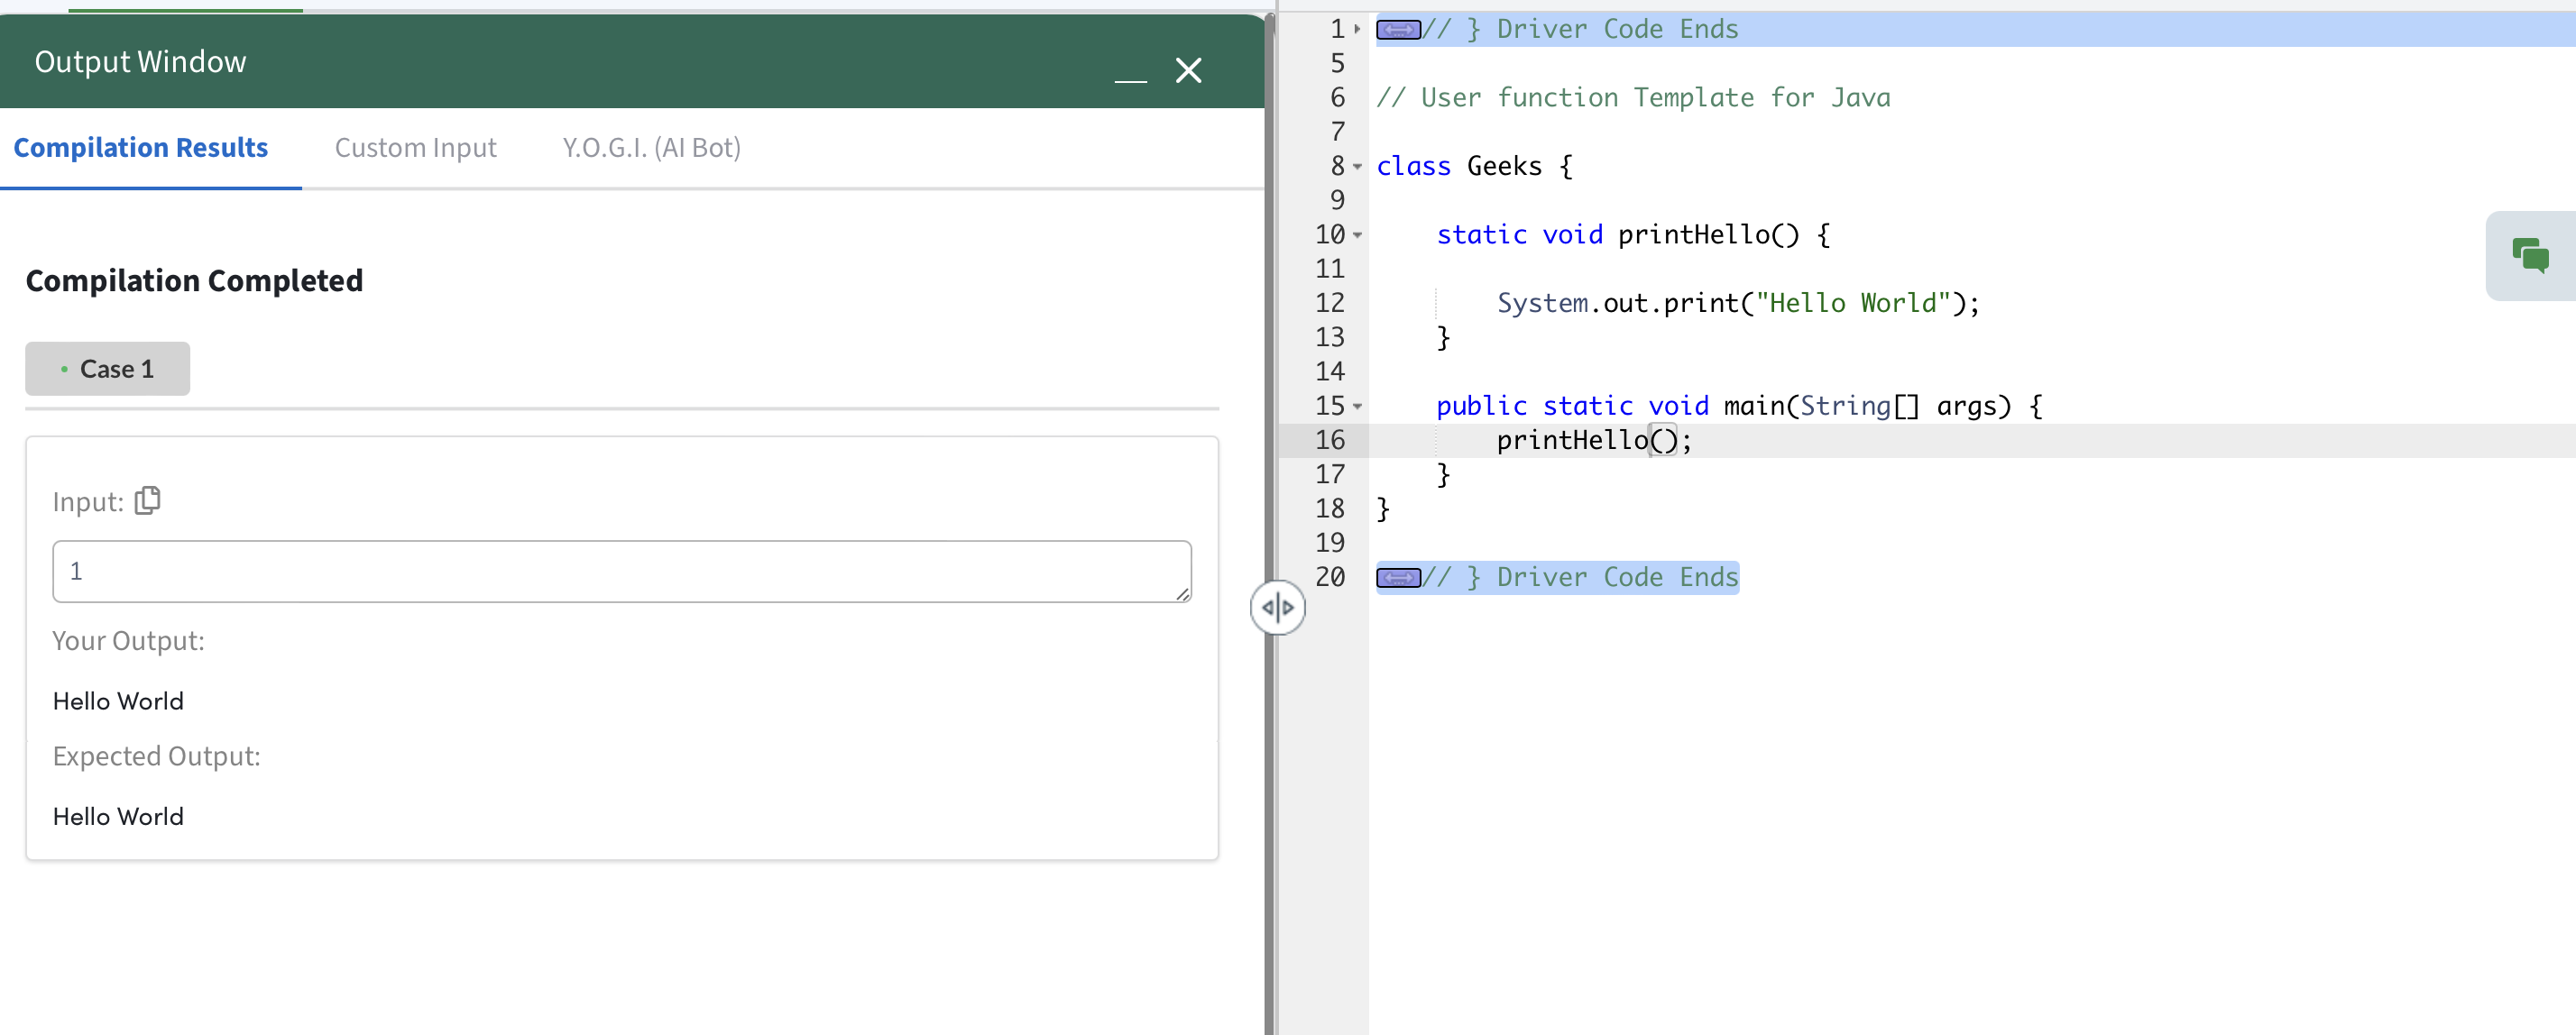 Output Window
Compilation Results
Custom Input
Y.O.G.I. (AI Bot)
Compilation Completed
Case 1
Input:
1
Your Output:
Hello World
Expected Output:
Hello World
1 // } Driver Code Ends
5
6 // User function Template for Java
7
8 class Geeks {
9
10 static void printHello() {
11
12 System.out.print("Hello World");
13 }
14
15 public static void main(String[] args) {
16 printHello();
17 }
18 }
19
20 // } Driver Code Ends